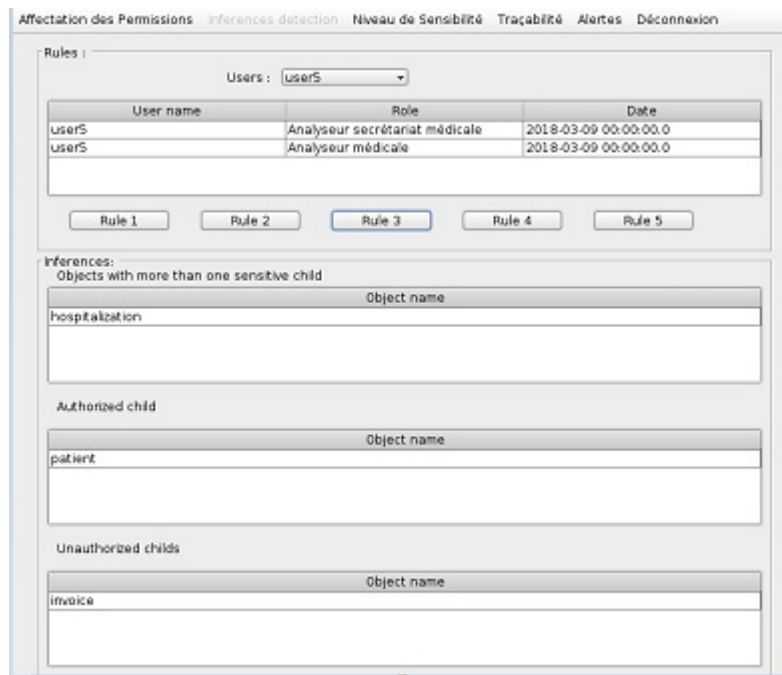 Affectation des Permissions Inferences detection Niveau de Sensibilité Traçabilité Alertes Déconnexion
Rules :
Users : user5
User name Role Date
user5 Analyseur secrétariat médicale 2018-03-09 00:00:00.0
user5 Analyseur médicale 2018-03-09 00:00:00.0
Rule 1 Rule 2 Rule 3 Rule 4 Rule 5
Inferences:
Objects with more than one sensitive child
Object name
hospitalization
Authorized child
Object name
patient
Unauthorized childs
Object name
invoice